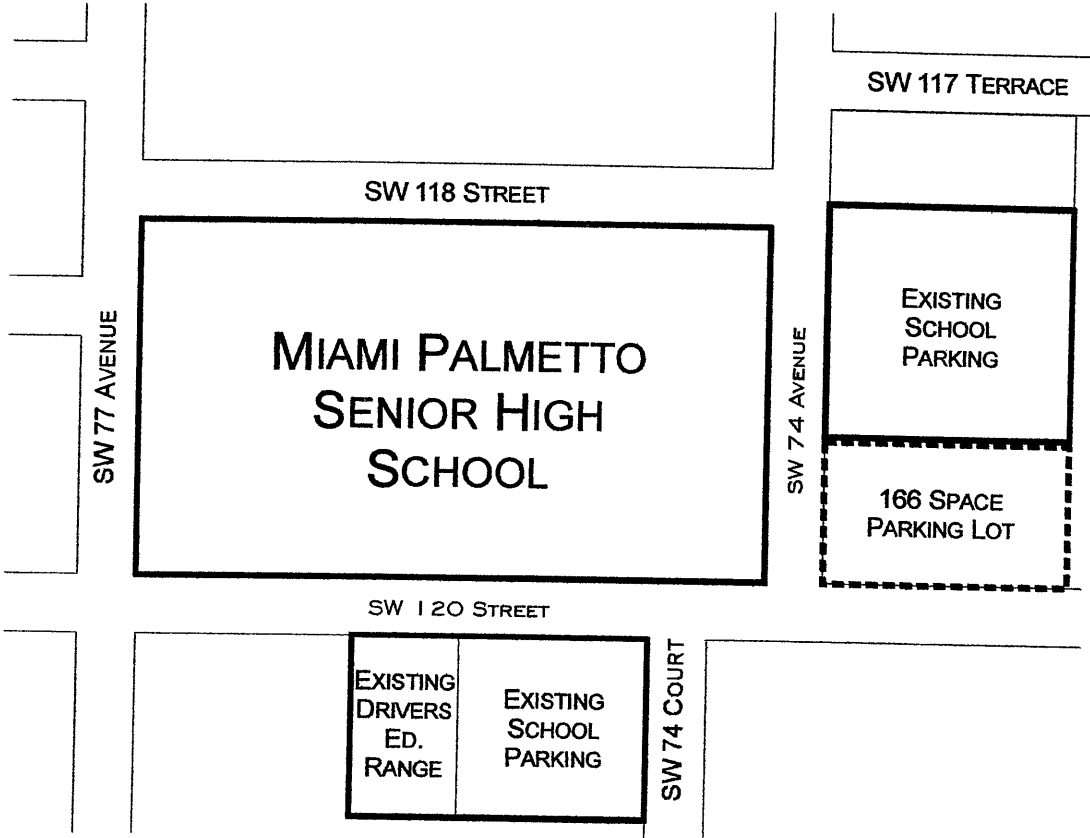 SW 117 TERRACE
SW 118 STREET
EXISTING
SCHOOL
PARKING
MIAMI PALMETTO
SENIOR HIGH
SCHOOL
SW 77 AVENUE
SW 74 AVENUE
166 SPACE
PARKING LOT
SW 120 STREET
EXISTING
DRIVERS
ED.
RANGE
EXISTING
SCHOOL
PARKING
SW 74 COURT